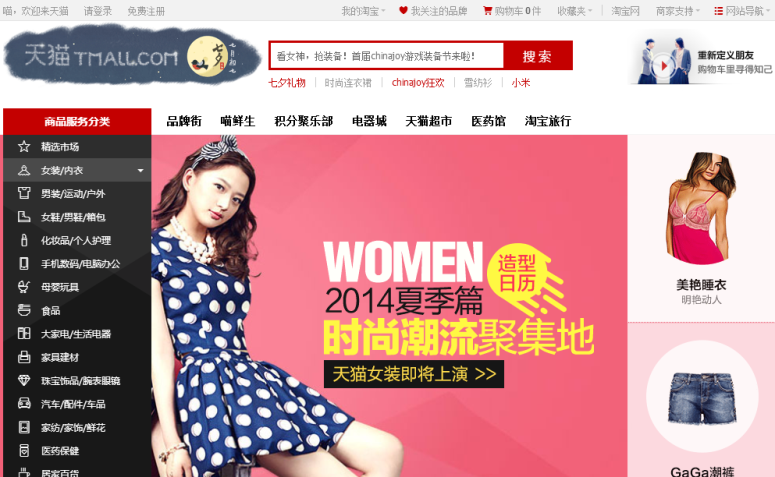 喵，欢迎来天猫 请登录 免费注册 我的淘宝 我关注的品牌 购物车 0 件 收藏夹 淘宝网 商家支持 网站导航
天猫 TMALL.COM 七夕 七月初七
看女神，抢装备！首届chinajoy游戏装备节来啦！ 搜索
七夕礼物 时尚连衣裙 chinajoy狂欢 雪纺衫 小米
重新定义朋友
购物车里寻得知己
商品服务分类 品牌街 喵鲜生 积分聚乐部 电器城 天猫超市 医药馆 淘宝旅行
精选市场
女装/内衣
男装/运动/户外
女鞋/男鞋/箱包
化妆品/个人护理
手机数码/电脑办公
母婴玩具
食品
大家电/生活电器
家具建材
珠宝饰品/腕表眼镜
汽车/配件/车品
家纺/家饰/鲜花
医药保健
居家百货
WOMEN 造型
日历
2014夏季篇
时尚潮流聚集地
天猫女装即将上演 >>
美艳睡衣
明艳动人
GaGa潮裤